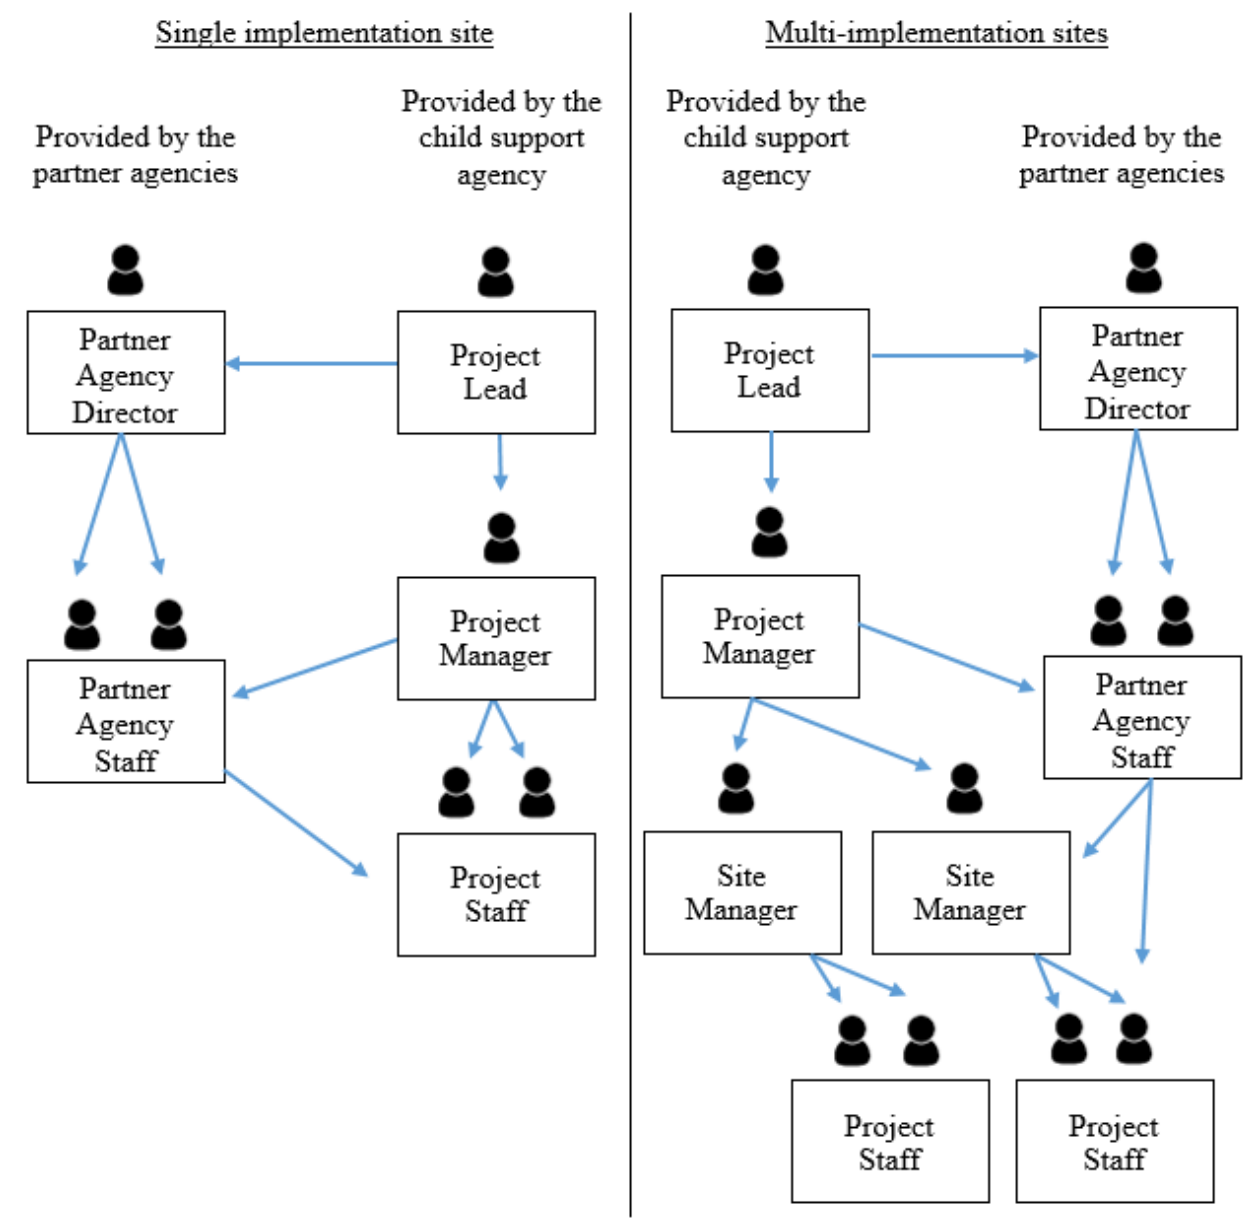 Single implementation site
Provided by the
partner agencies
Provided by the
child support
agency
Partner
Agency
Director
Project
Lead
Project
Manager
Partner
Agency
Staff
Project
Staff
Multi-implementation sites
Provided by the
child support
agency
Provided by the
partner agencies
Project
Lead
Partner
Agency
Director
Project
Manager
Partner
Agency
Staff
Site
Manager
Site
Manager
Project
Staff
Project
Staff